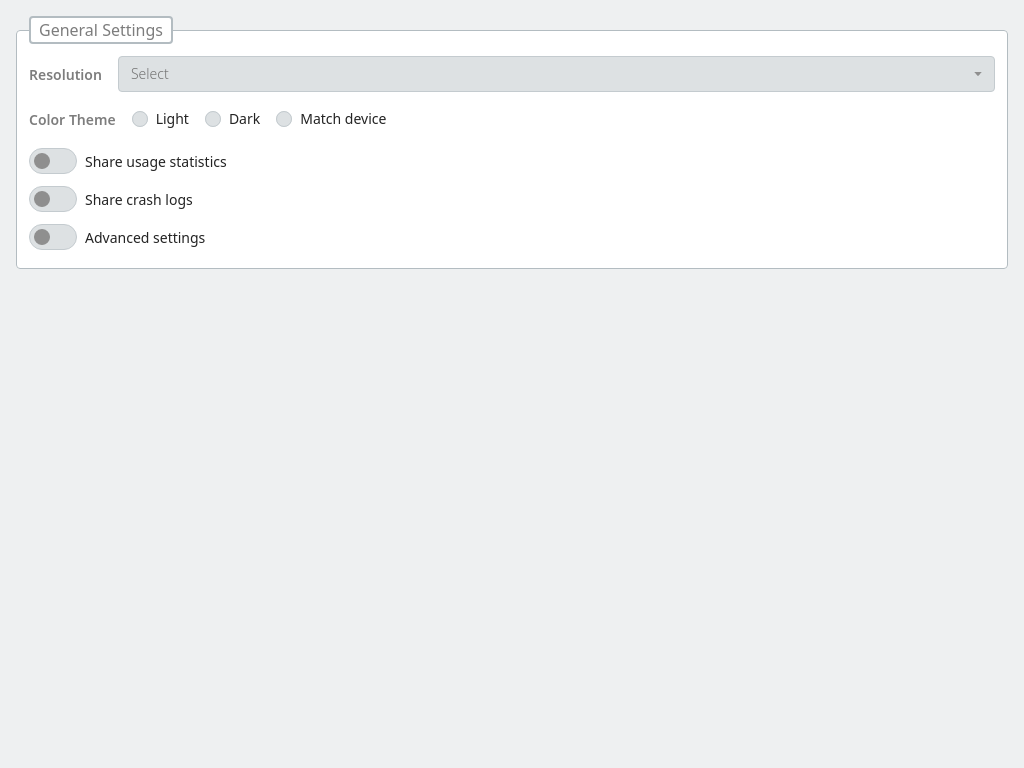 General Settings
Resolution Select
Color Theme Light Dark Match device
Share usage statistics
Share crash logs
Advanced settings